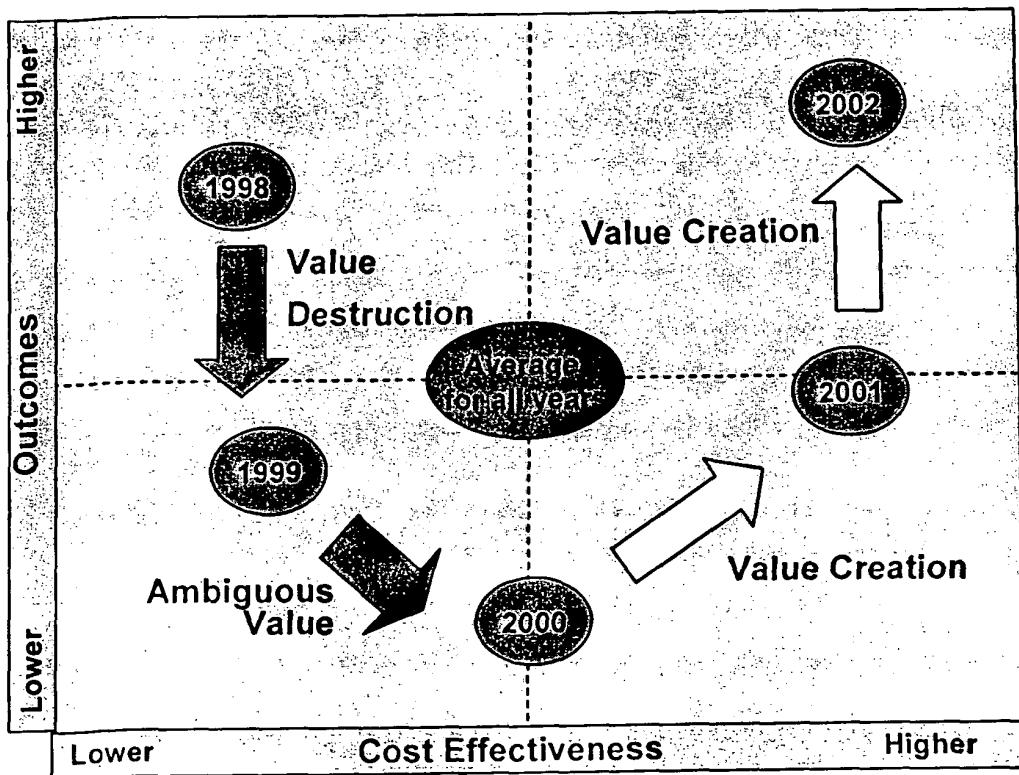 Higher
Outcomes
Lower
1998
Value
Destruction
1999
Ambiguous
Value
2000
Average
for all year
2001
Value Creation
2002
Value Creation
Lower
Cost Effectiveness
Higher